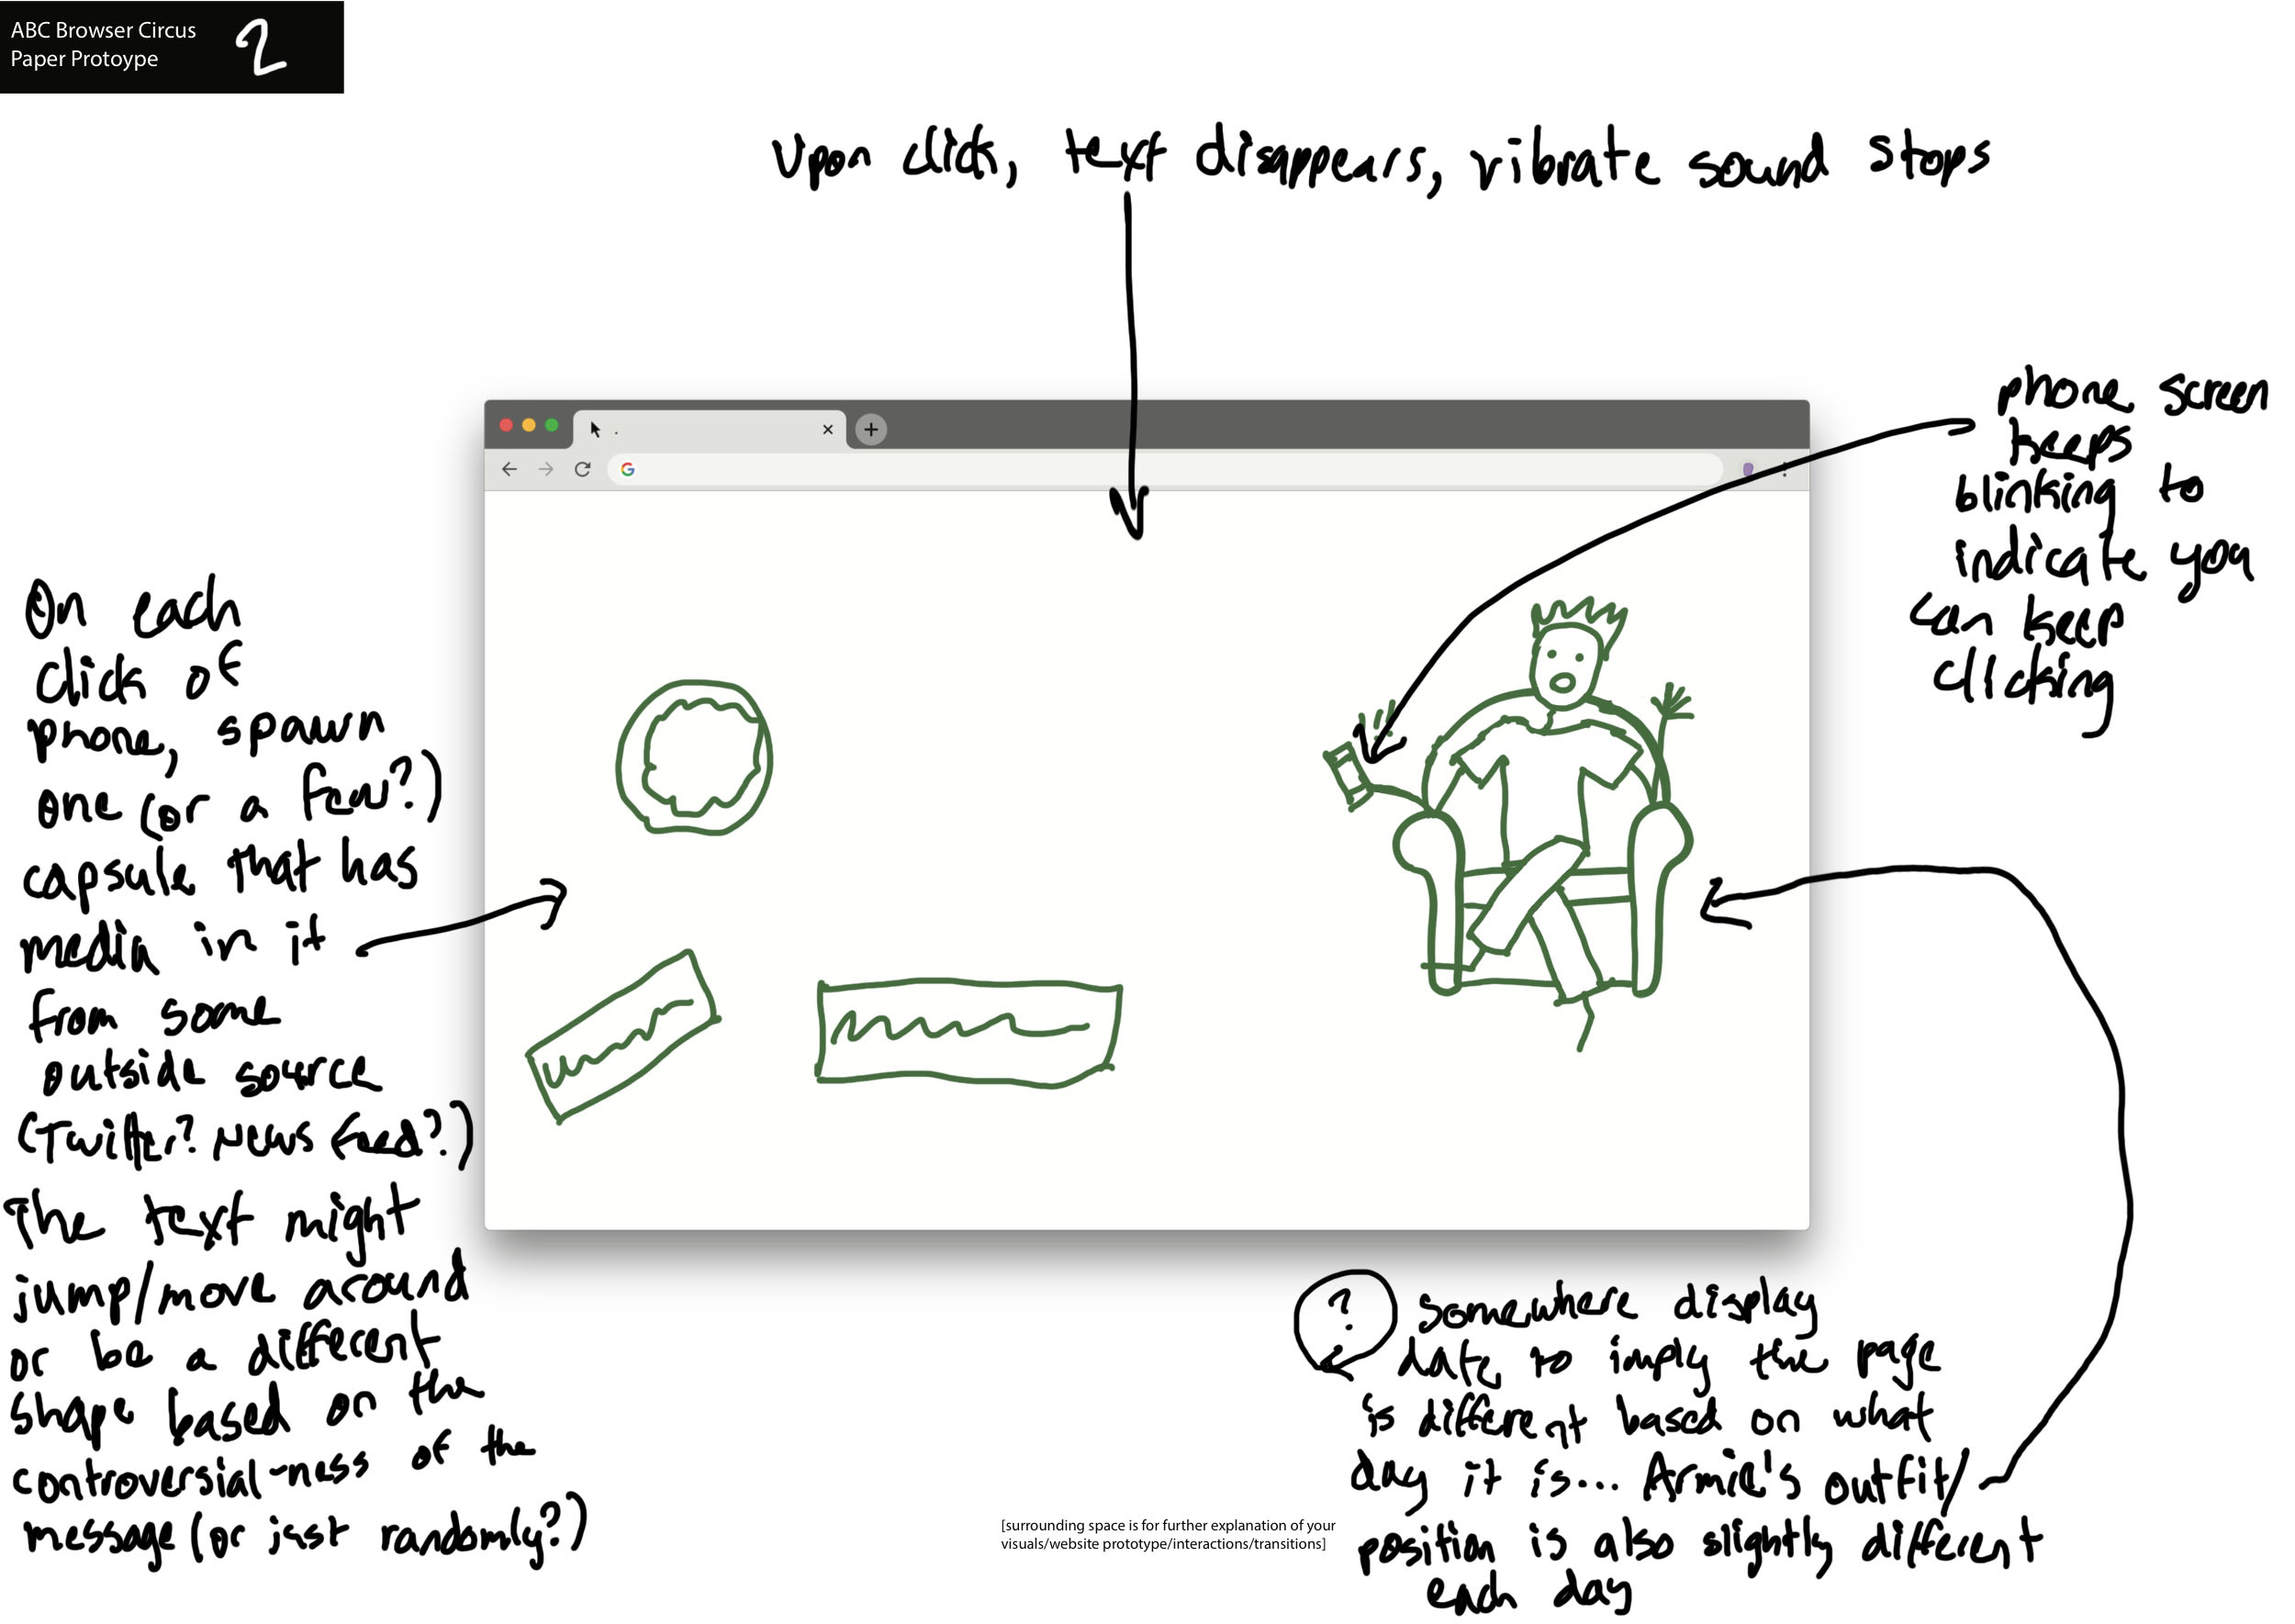 ABC Browser Circus
Paper Protoype
2
Upon click, text disappears, vibrate sound stops
phone screen
keeps
blinking to
indicate you
can keep
clicking
On each
click of
phone, spawn
one (or a few?)
capsule that has
media in it
from some
outside source
(Twitter? News Feed?)
The text might
jump/move around
or be a different
shape based on the
controversial-ness of the
message (or just randomly?)
? somewhere display
date to imply the page
is different based on what
day it is... Armie's outfit/
position is also slightly different
each day
[surrounding space is for further explanation of your
visuals/website prototype/interactions/transitions]